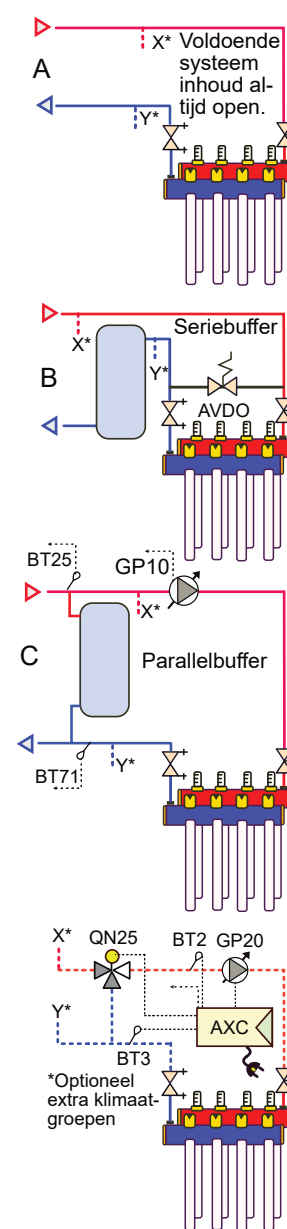 X*
Voldoende
systeem
inhoud al-
tijd open.
A
Y*
Seriebuffer
X*
Y*
B
AVDO
BT25
GP10
X*
C
Parallelbuffer
Y*
BT71
X*
QN25
BT2
GP20
Y*
AXC
BT3
*Optioneel
extra klimaat-
groepen